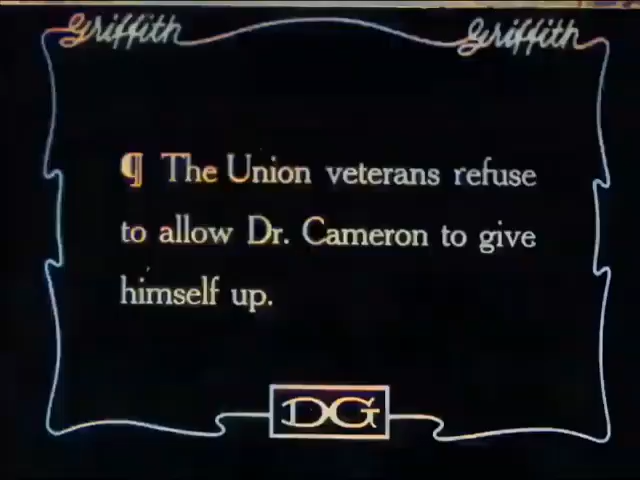 Griffith Griffith
¶ The Union veterans refuse
to allow Dr. Cameron to give
himself up.
DG